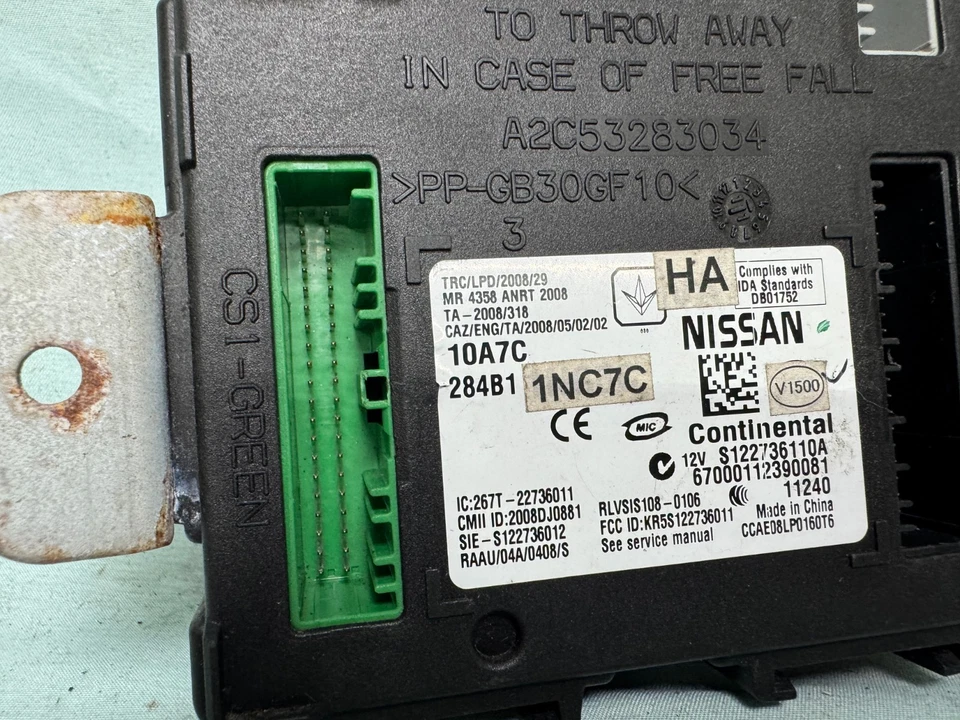 TO THROW AWAY
IN CASE OF FREE FALL
A2C53283034
>PP-GB30GF10<
3
CS1-GREEN
TRC/LPD/2008/29
MR 4358 ANRT 2008
TA-2008/318
CAZ/ENG/TA/2008/05/02/02
HA
Complies with
IDA Standards
DB01752
10A7C
NISSAN
284B1 1NC7C
V1500
CE
MIC
Continental
12V S122736110A
67000112390081
11240
IC:267T-22736011
CMII ID:2008DJ0881
SIE-S122736012
RAAU/04A/0408/S
RLVSIS108-0106
FCC ID:KR5S122736011
See service manual
Made in China
CCAE08LP0160T6